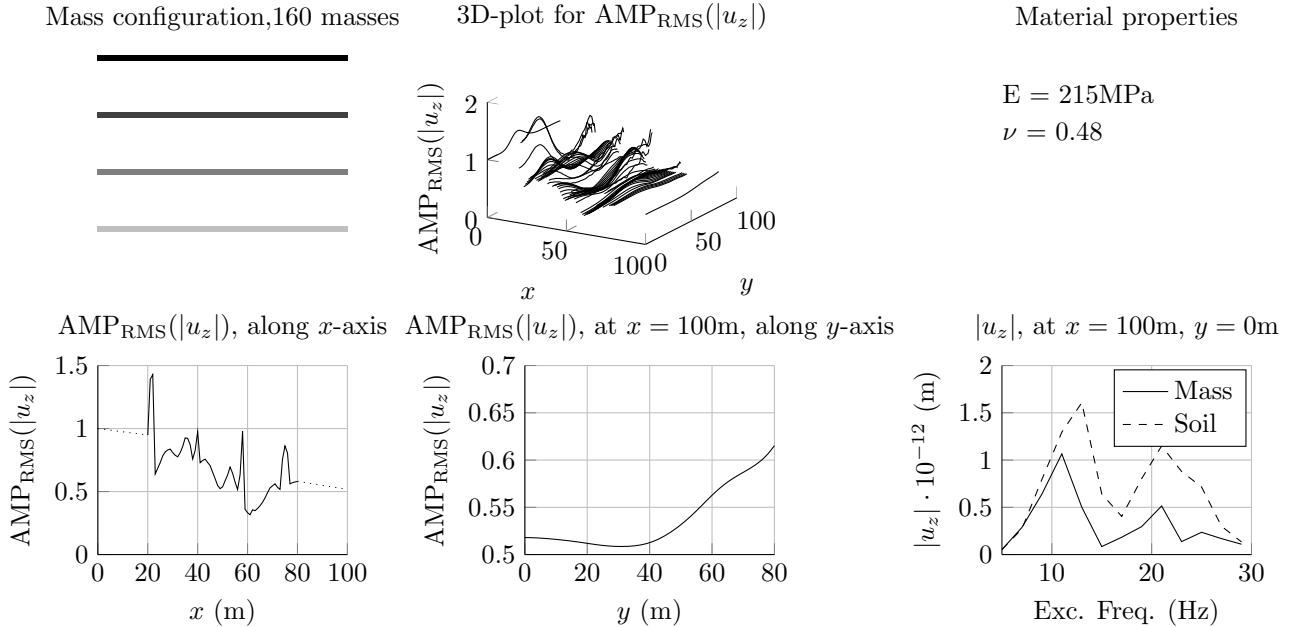 Mass configuration,160 masses
3D-plot for AMP_RMS(|u_z|)
AMP_RMS(|u_z|)
2
1
0
0
50
100
x
0
50
100
y
Material properties
E = 215MPa
ν = 0.48
AMP_RMS(|u_z|), along x-axis
AMP_RMS(|u_z|)
1.5
1
0.5
0
0 20 40 60 80 100
x (m)
AMP_RMS(|u_z|), at x = 100m, along y-axis
AMP_RMS(|u_z|)
0.7
0.65
0.6
0.55
0.5
0 20 40 60 80
y (m)
|u_z|, at x = 100m, y = 0m
|u_z| · 10^−12 (m)
2
1.5
1
0.5
0
10 20 30
Exc. Freq. (Hz)
Mass
Soil